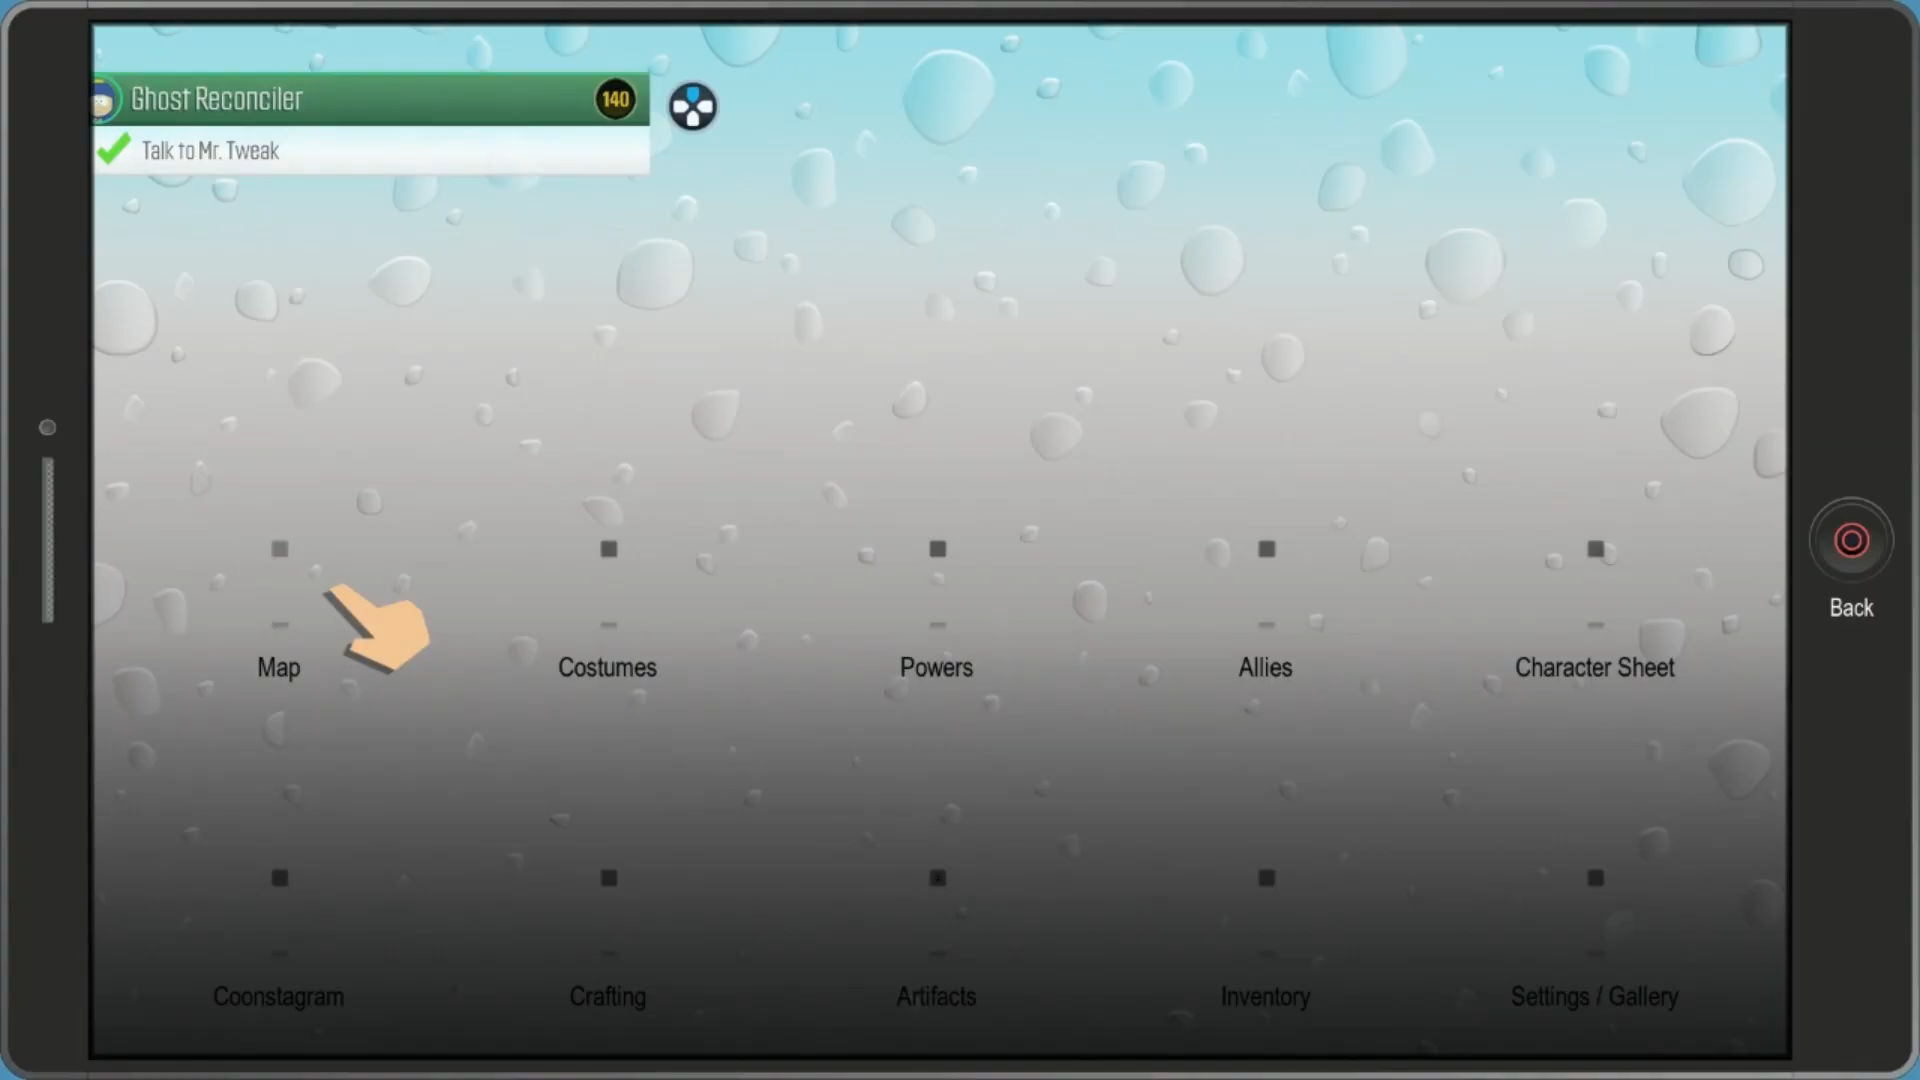 Ghost Reconciler
140
Talk to Mr. Tweak
Back
Map
Costumes
Powers
Allies
Character Sheet
Coonstagram
Crafting
Artifacts
Inventory
Settings / Gallery